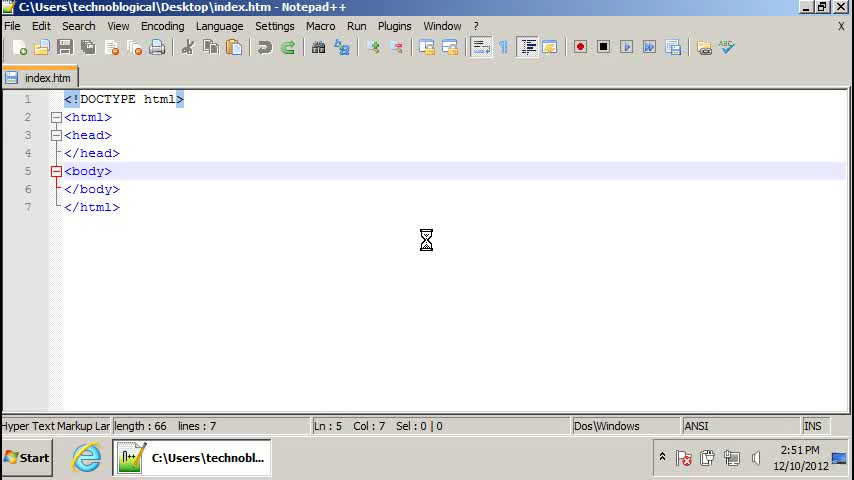 C:\Users\technoblogical\Desktop\index.htm - Notepad++
File Edit Search View Encoding Language Settings Macro Run Plugins Window ? X
index.htm
1 <!DOCTYPE html>
2 <html>
3 <head>
4 </head>
5 <body>
6 </body>
7 </html>
Hyper Text Markup Lar length : 66 lines : 7 Ln : 5 Col : 7 Sel : 0 | 0 Dos\Windows ANSI INS
Start C:\Users\technobl... 2:51 PM
12/10/2012